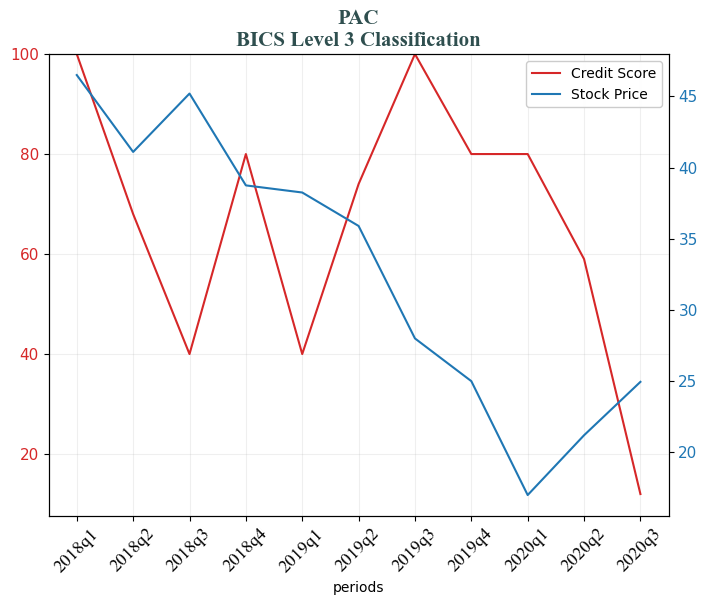 PAC
BICS Level 3 Classification
Credit Score
Stock Price
100
80
60
40
20
45
40
35
30
25
20
2018q1
2018q2
2018q3
2018q4
2019q1
2019q2
2019q3
2019q4
2020q1
2020q2
2020q3
periods